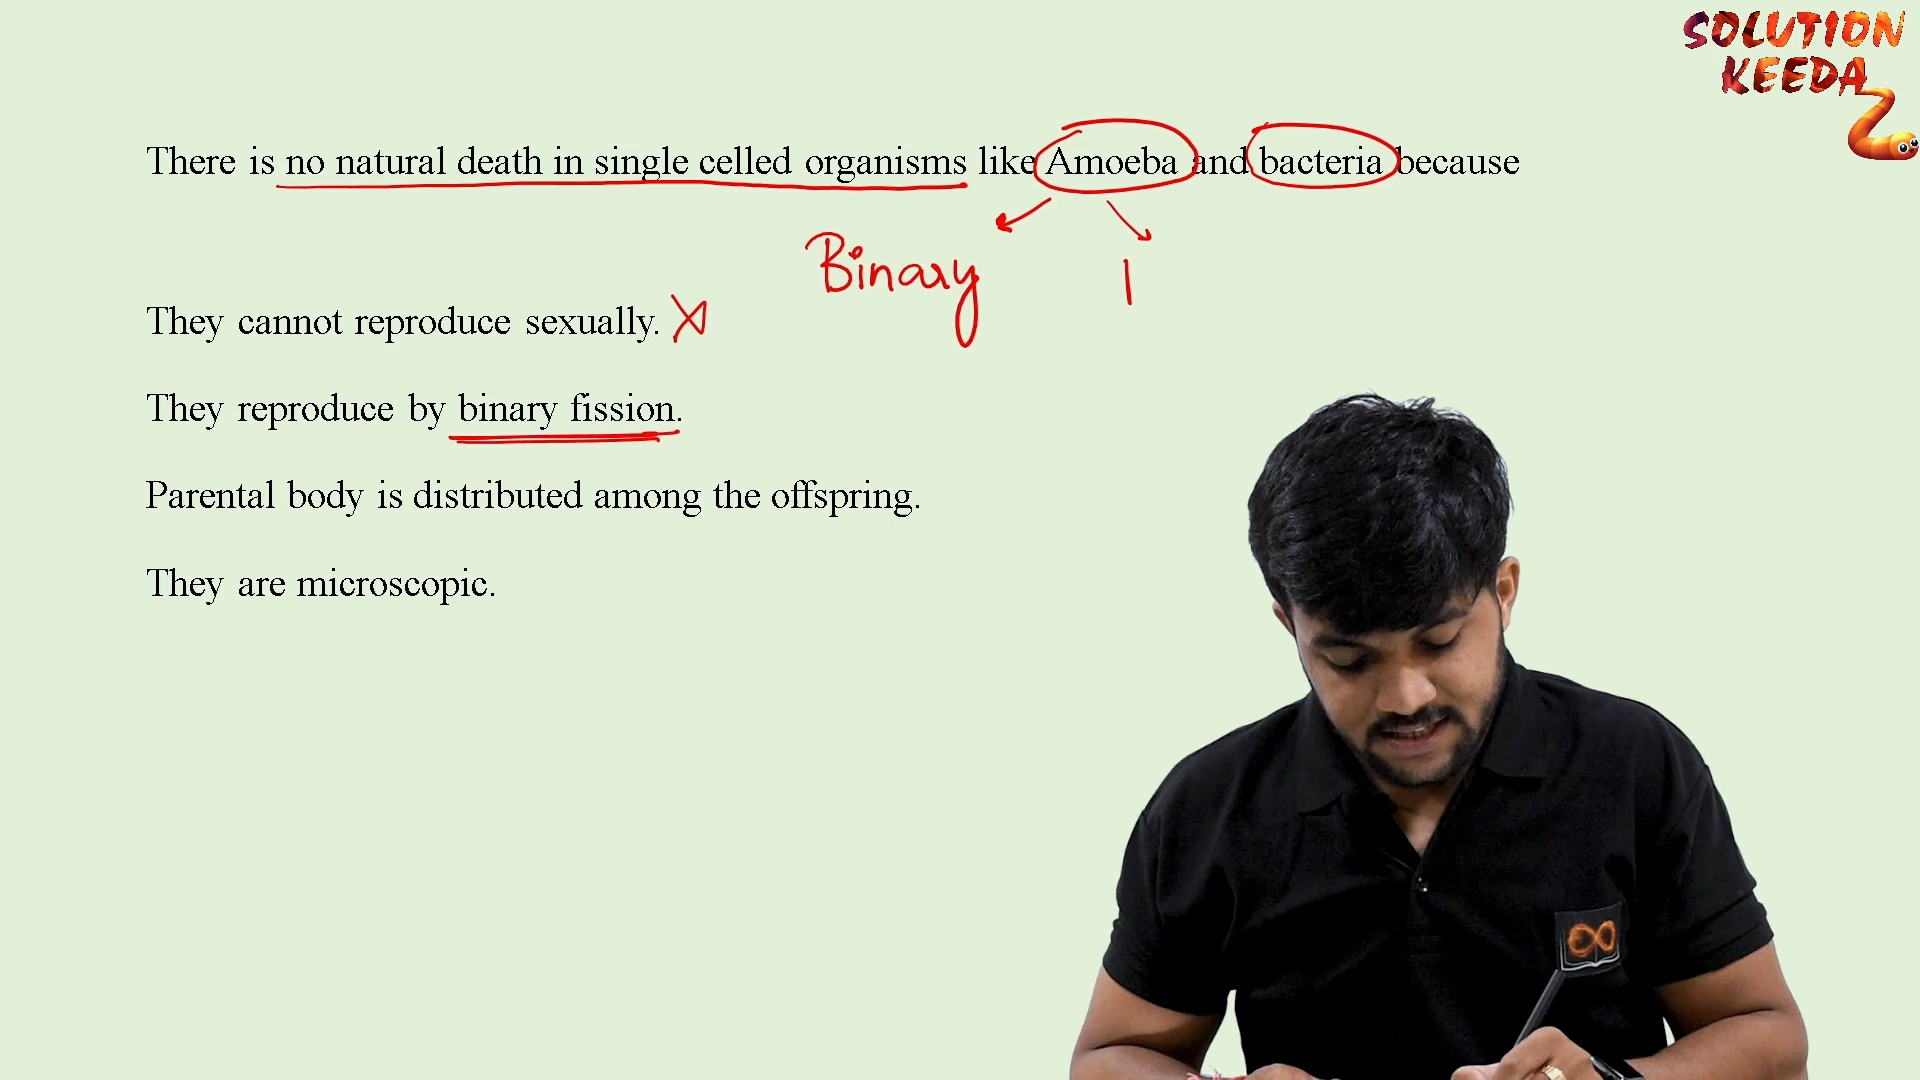 SOLUTION
KEEDA
There is no natural death in single celled organisms like Amoeba and bacteria because
Binary
They cannot reproduce sexually.
They reproduce by binary fission.
Parental body is distributed among the offspring.
They are microscopic.